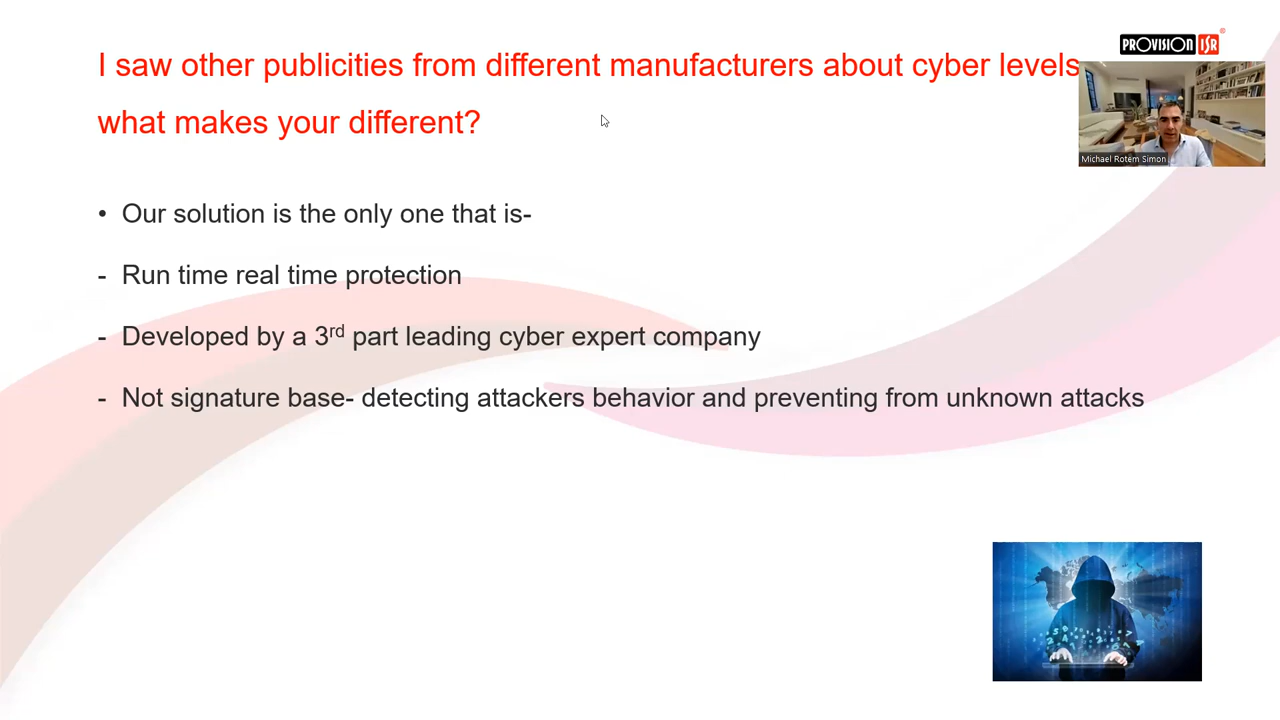 PROVISION ISR®
I saw other publicities from different manufacturers about cyber levels
what makes your different?
Michael Rotem Simon
• Our solution is the only one that is-
- Run time real time protection
- Developed by a 3rd part leading cyber expert company
- Not signature base- detecting attackers behavior and preventing from unknown attacks